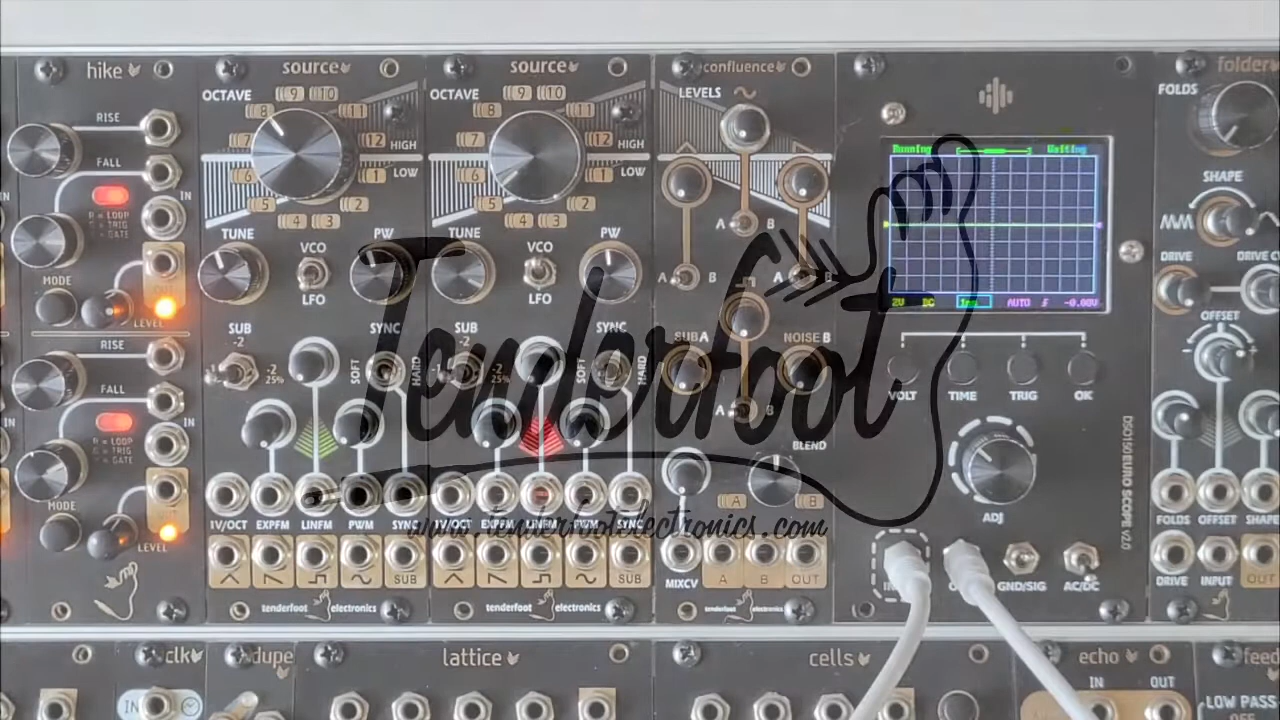 hike
source
source
confluence
folder
OCTAVE
OCTAVE
LEVELS
FOLDS
RISE
9
10
8
11
7
12
HIGH
6
1
LOW
5
4
3
2
9
10
8
11
7
12
HIGH
6
1
LOW
5
4
3
2
FALL
IN
R = LOOP
G = TRIG
B = GATE
A
B
A
B
A
B
Running
Waiting
2V
DC
AUTO
-0.00V
SHAPE
TUNE
VCO
LFO
PW
TUNE
VCO
LFO
PW
MODE
OUT
LEVEL
DRIVE
OFFSET
SUB
-2
-1
-2
25%
SOFT
SYNC
HARD
SUB
-2
-1
-2
25%
SOFT
SYNC
HARD
SUB A
NOISE B
A
B
Tenderfoot
VOLT
TIME
TRIG
OK
RISE
FALL
IN
R = LOOP
G = TRIG
B = GATE
MODE
OUT
LEVEL
BLEND
A
B
ADJ
DSO150 EURO SCOPE V2.0
1V/OCT
EXPFM
LINFM
PWM
SYNC
1V/OCT
EXPFM
LINFM
PWM
SYNC
www.tenderfootelectronics.com
SUB
SUB
MIXCV
A
B
OUT
GND/SIG
AC/DC
FOLDS
OFFSET
SHAPE
DRIVE
INPUT
OUT
tenderfoot electronics
tenderfoot electronics
tenderfoot electronics
clk
dupe
lattice
cells
echo
IN
IN
OUT
LOW PASS